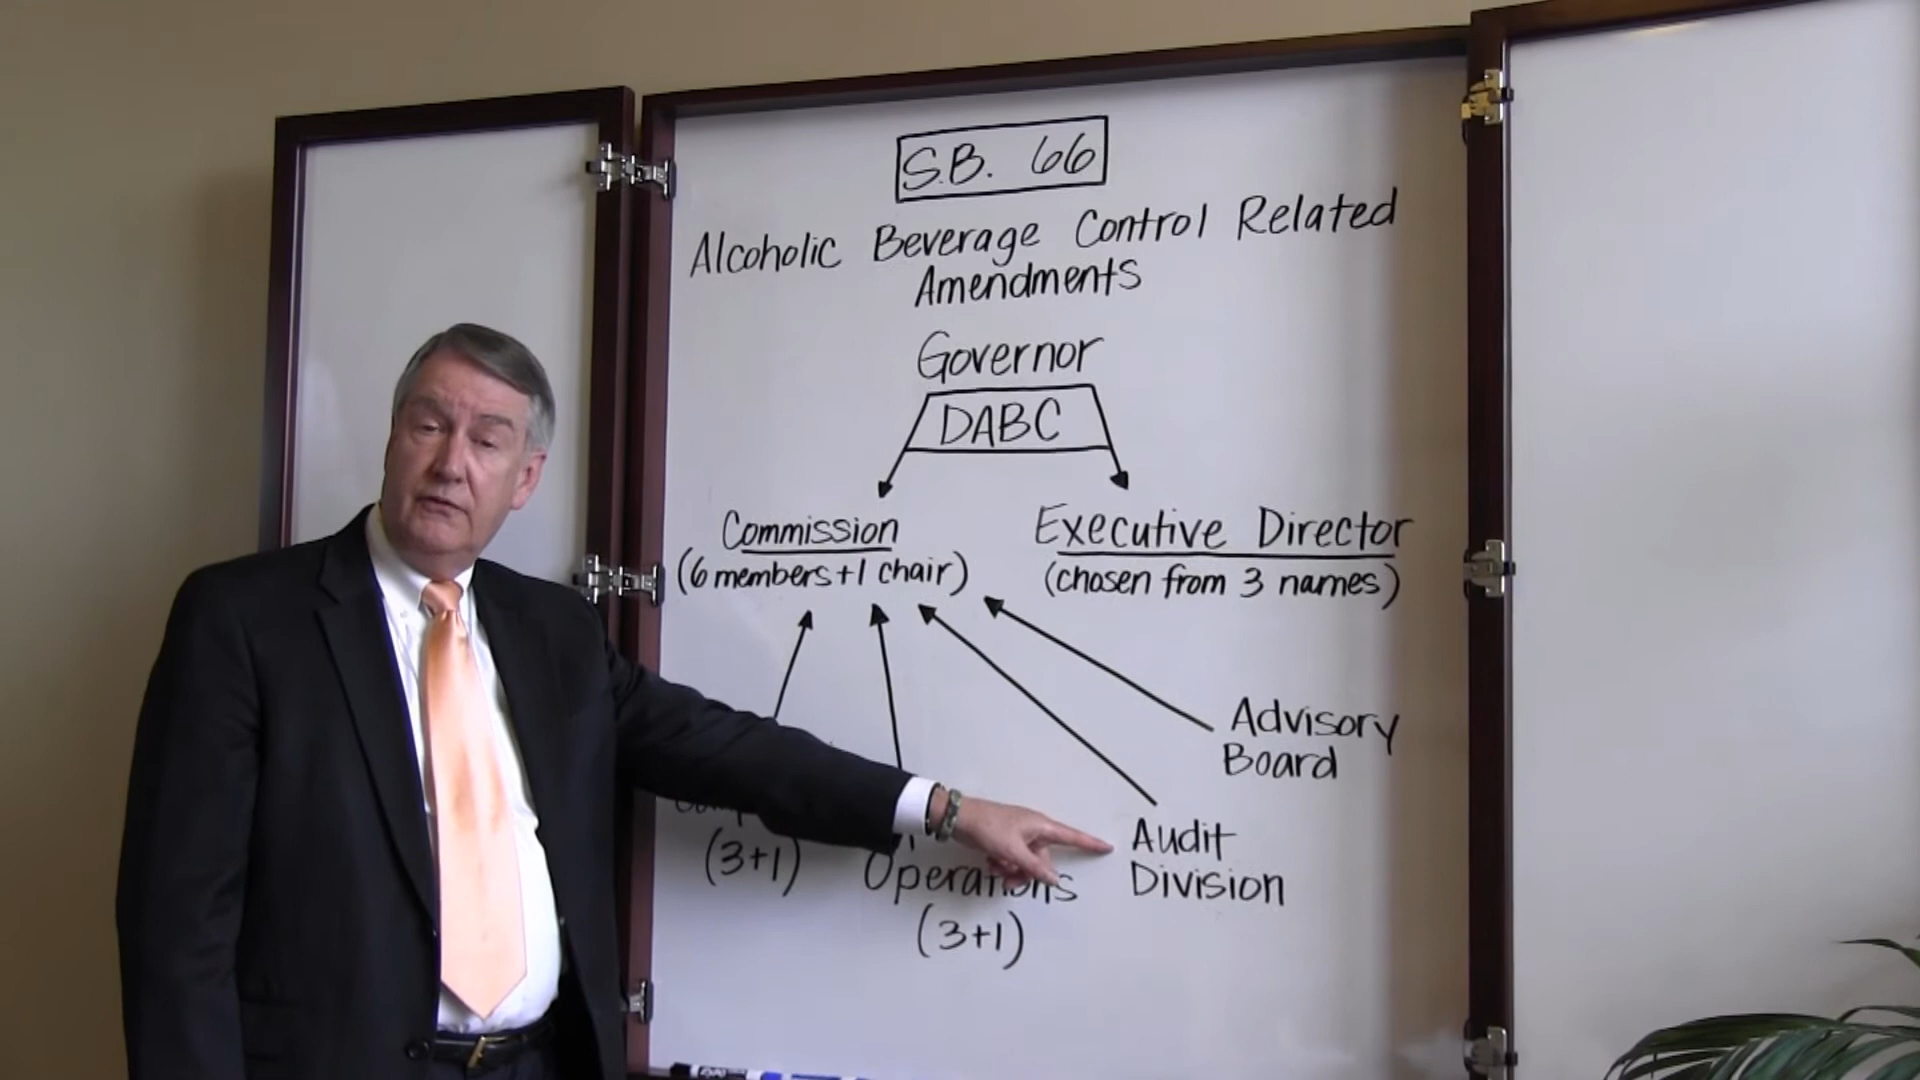 S.B. 66
Alcoholic Beverage Control Related
Amendments
Governor
DABC
Commission
(6 members+1 chair)
Executive Director
(chosen from 3 names)
Advisory
Board
Audit
Division
(3+1)
Operations
(3+1)